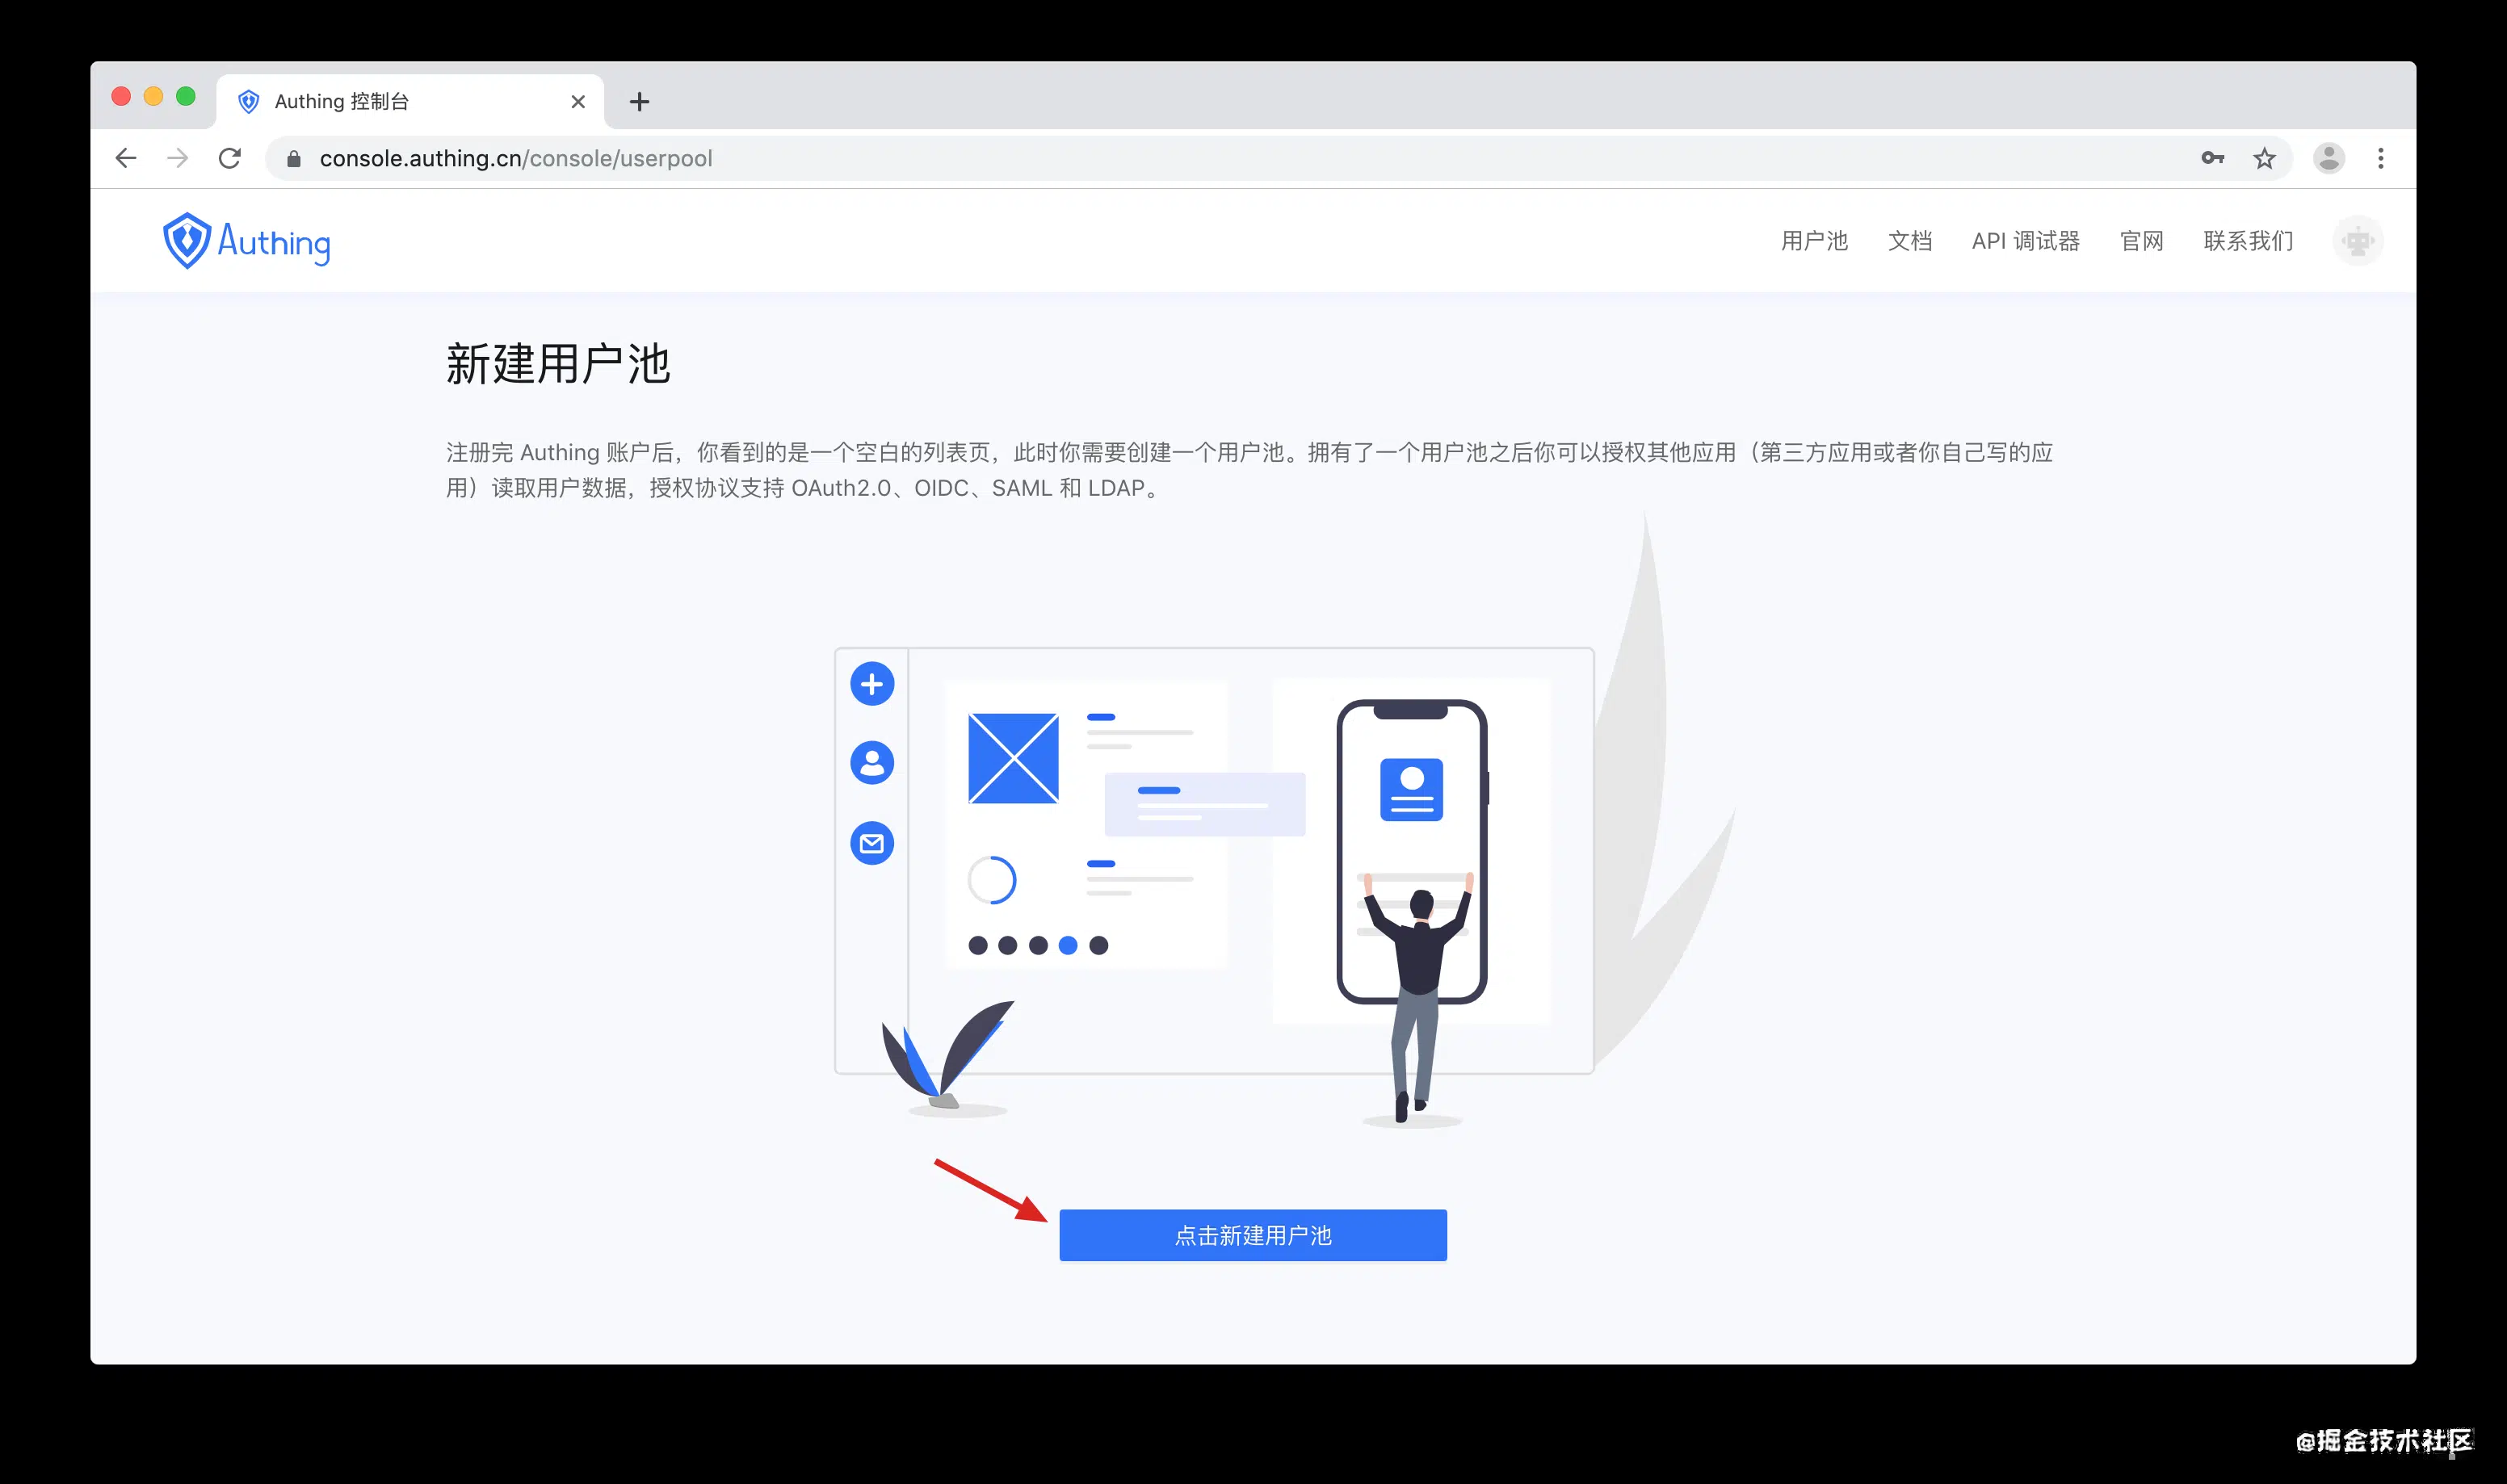 Authing 控制台
console.authing.cn/console/userpool
Authing
用户池 文档 API 调试器 官网 联系我们
新建用户池
注册完 Authing 账户后，你看到的是一个空白的列表页，此时你需要创建一个用户池。拥有了一个用户池之后你可以授权其他应用（第三方应用或者你自己写的应
用）读取用户数据，授权协议支持 OAuth2.0、OIDC、SAML 和 LDAP。
点击新建用户池
@掘金技术社区